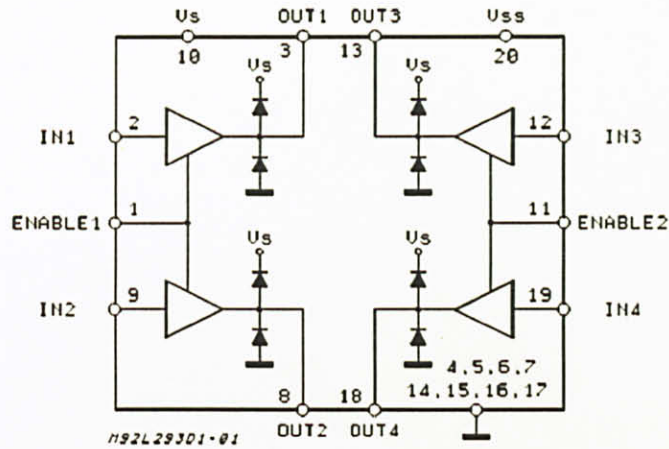 Vs OUT1 OUT3 Vss
10 3 13 20
Vs Vs
IN1 2 12 IN3
ENABLE1 1 11 ENABLE2
Vs Vs
IN2 9 19 IN4
4,5,6,7
8 18 14,15,16,17
OUT2 OUT4
M92L293D1-01